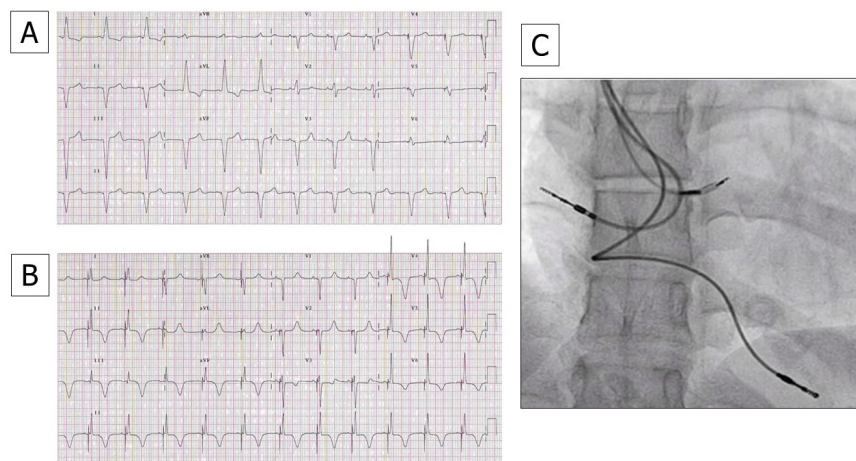 A
I aVR V1 V4
II aVL V2 V5
III aVF V3 V6
II
B
I aVR V1 V4
II aVL V2 V5
III aVF V3 V6
II
C